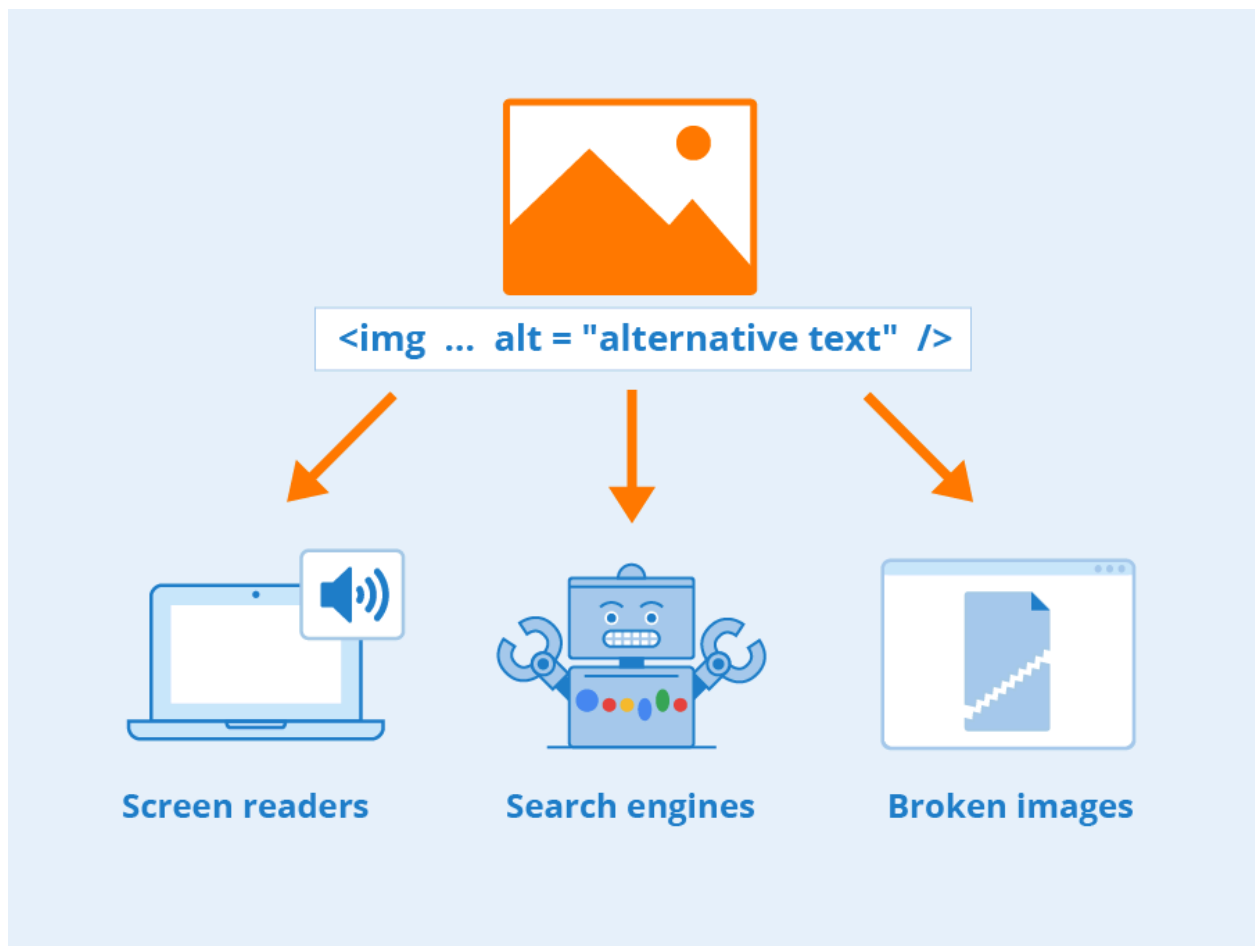 <img ... alt = "alternative text" />
Screen readers
Search engines
Broken images